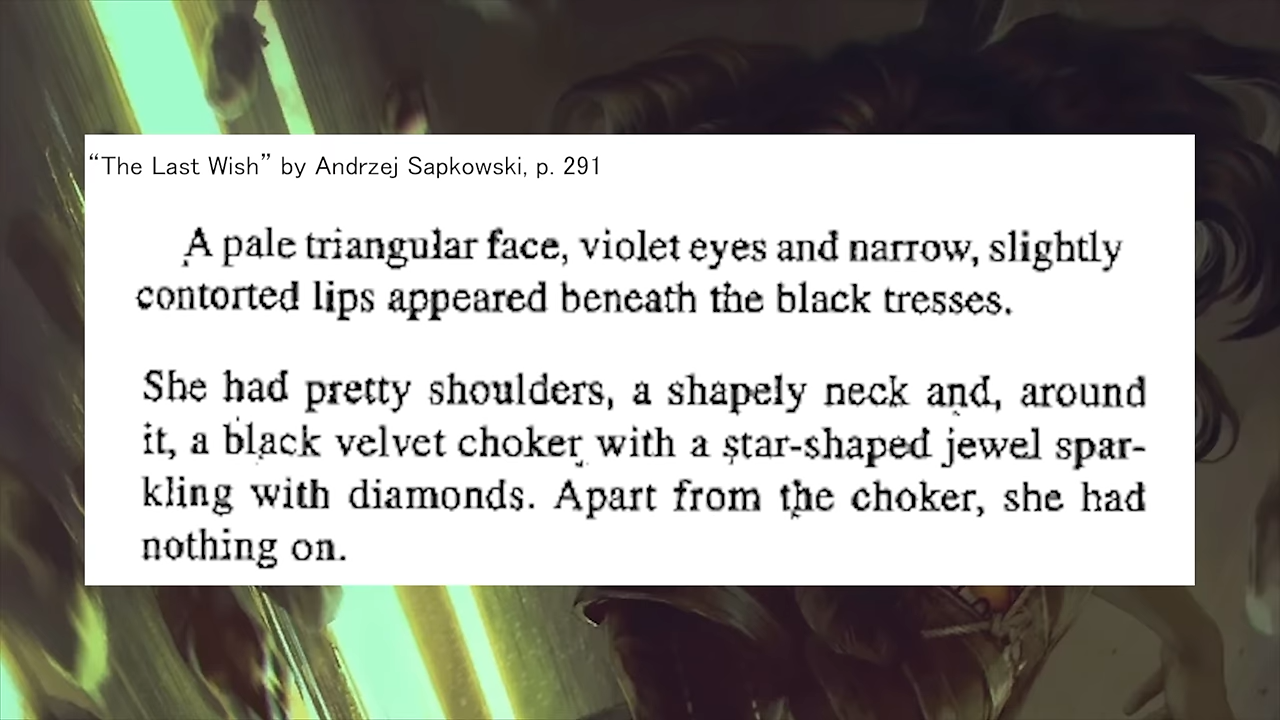 “The Last Wish” by Andrzej Sapkowski, p. 291
A pale triangular face, violet eyes and narrow, slightly
contorted lips appeared beneath the black tresses.
She had pretty shoulders, a shapely neck and, around
it, a black velvet choker with a star-shaped jewel spar-
kling with diamonds. Apart from the choker, she had
nothing on.